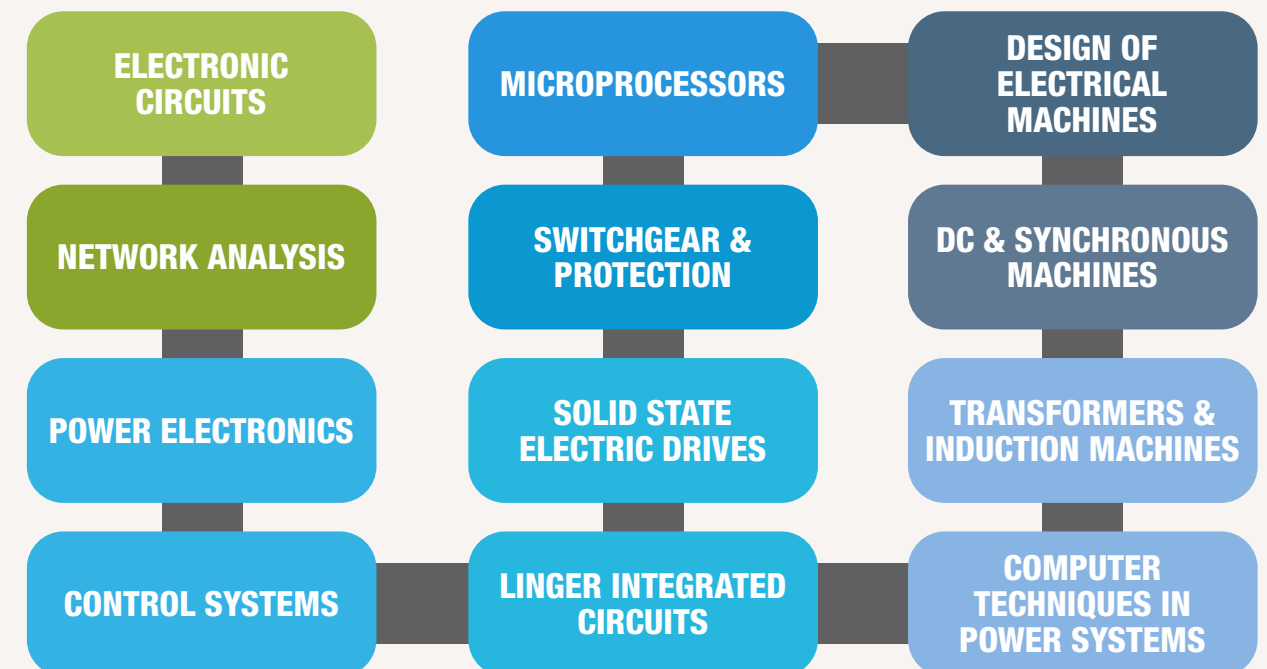 ELECTRONIC
CIRCUITS
NETWORK ANALYSIS
POWER ELECTRONICS
CONTROL SYSTEMS
MICROPROCESSORS
SWITCHGEAR &
PROTECTION
SOLID STATE
ELECTRIC DRIVES
LINGER INTEGRATED
CIRCUITS
DESIGN OF
ELECTRICAL
MACHINES
DC & SYNCHRONOUS
MACHINES
TRANSFORMERS &
INDUCTION MACHINES
COMPUTER
TECHNIQUES IN
POWER SYSTEMS